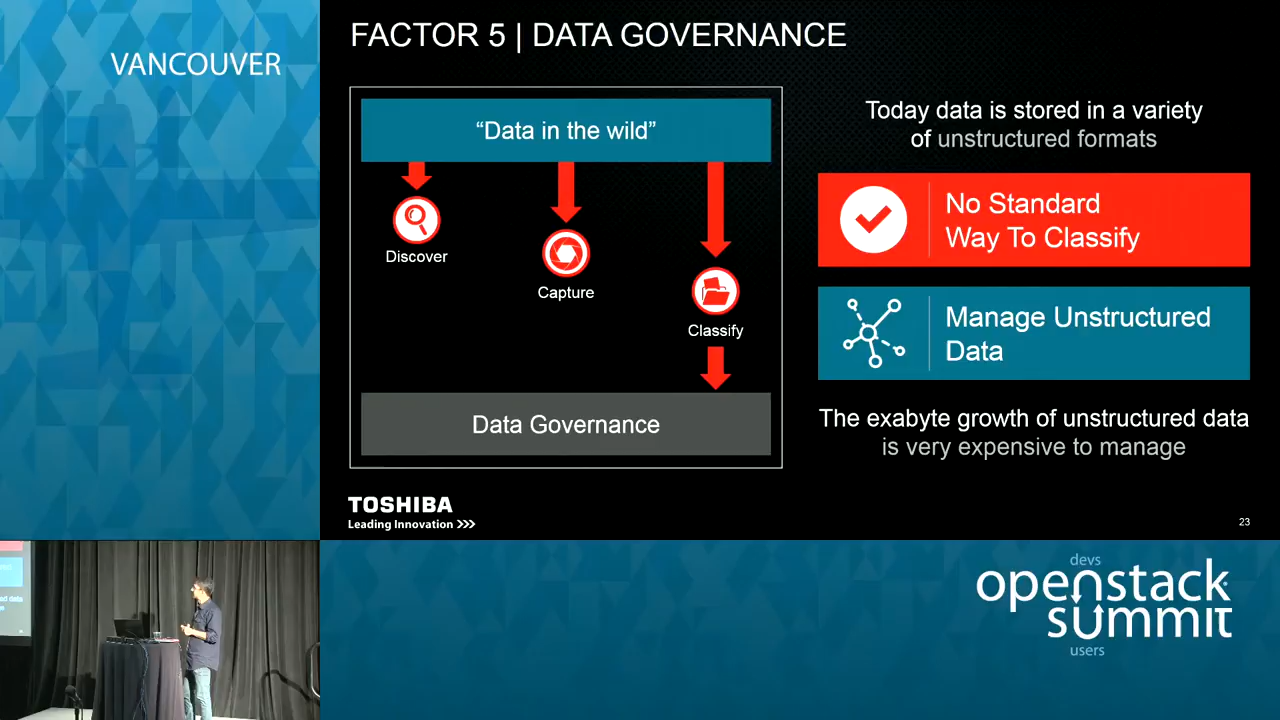 VANCOUVER
FACTOR 5 | DATA GOVERNANCE
“Data in the wild”
Discover
Capture
Classify
Data Governance
Today data is stored in a variety
of unstructured formats
No Standard
Way To Classify
Manage Unstructured
Data
The exabyte growth of unstructured data
is very expensive to manage
TOSHIBA
Leading Innovation >>>
23
devs
openstack
summit
users